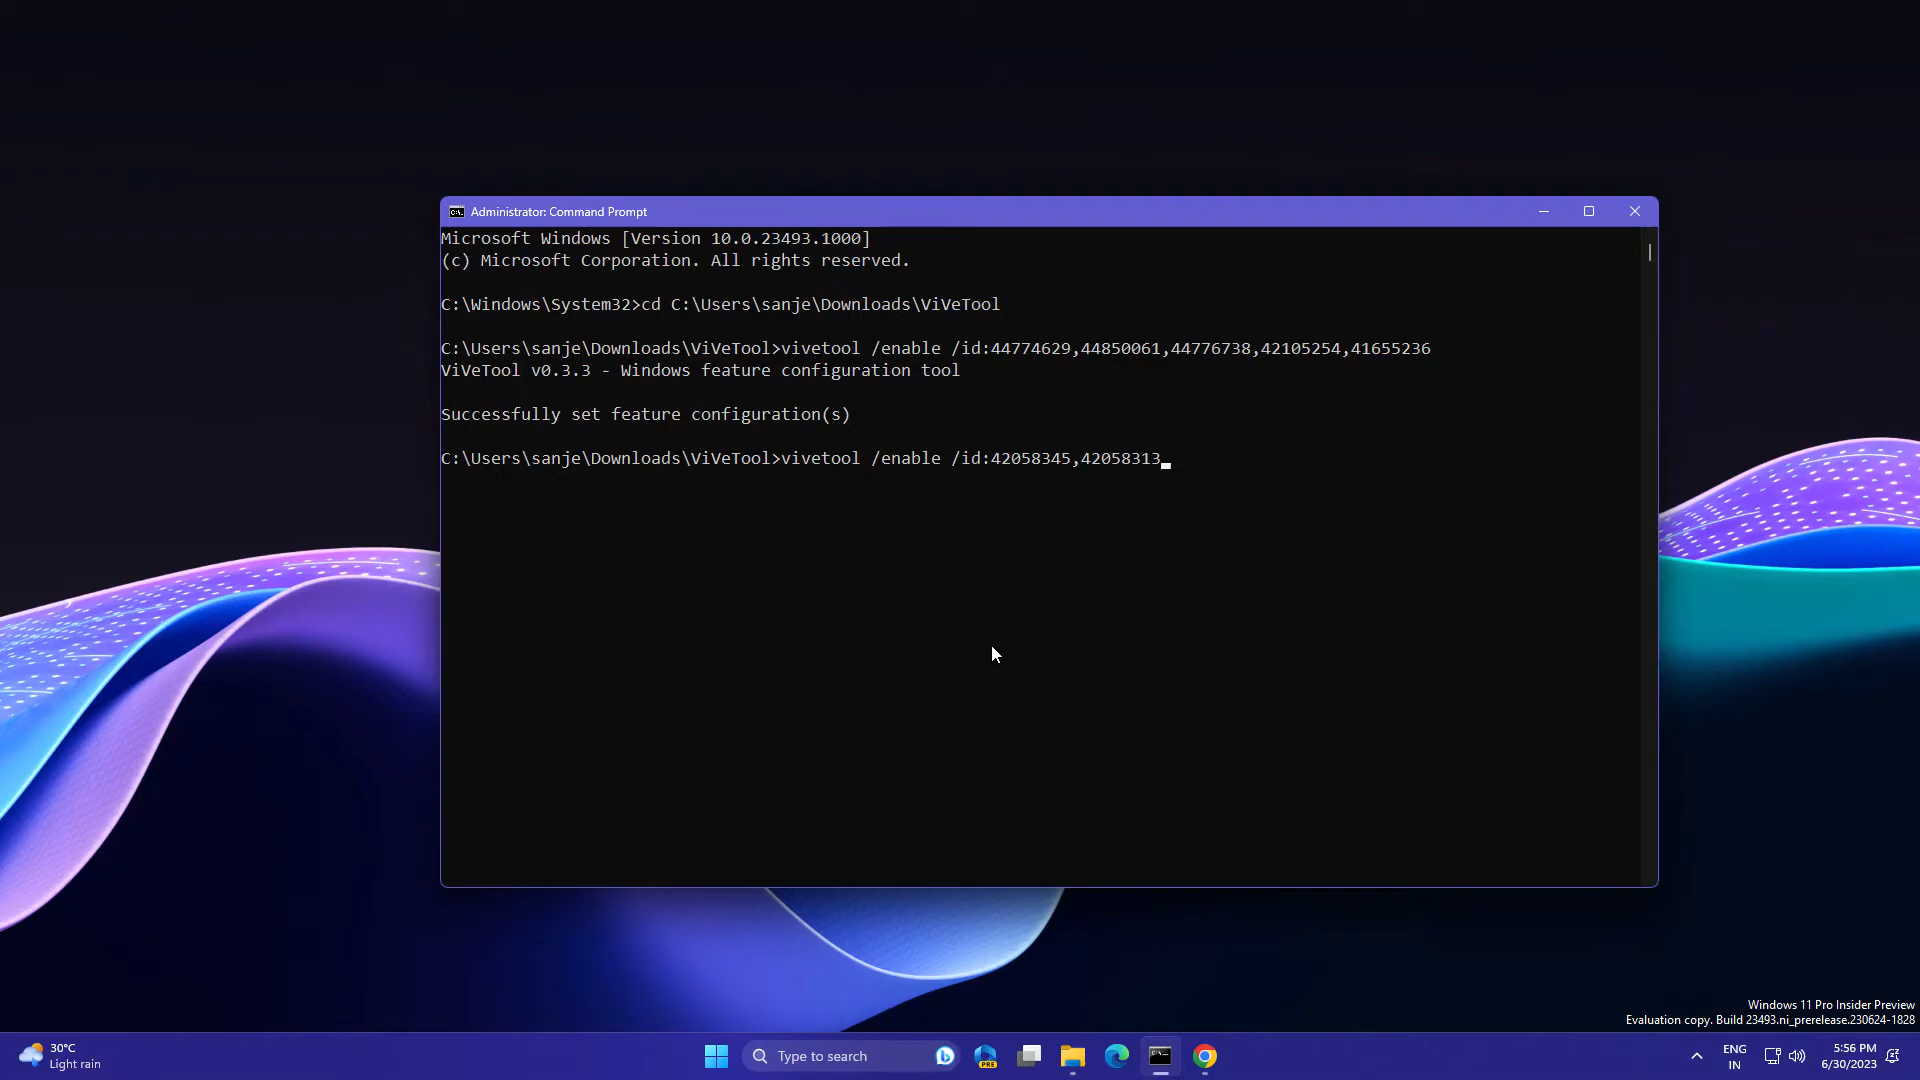 Administrator: Command Prompt
Microsoft Windows [Version 10.0.23493.1000]
(c) Microsoft Corporation. All rights reserved.
C:\Windows\System32>cd C:\Users\sanje\Downloads\ViVeTool
C:\Users\sanje\Downloads\ViVeTool>vivetool /enable /id:44774629,44850061,44776738,42105254,41655236
ViVeTool v0.3.3 - Windows feature configuration tool
Successfully set feature configuration(s)
C:\Users\sanje\Downloads\ViVeTool>vivetool /enable /id:42058345,42058313
Windows 11 Pro Insider Preview
Evaluation copy. Build 23493.ni_prerelease.230624-1828
30°C
Light rain
Type to search
PRE
ENG
IN
5:56 PM
6/30/2023